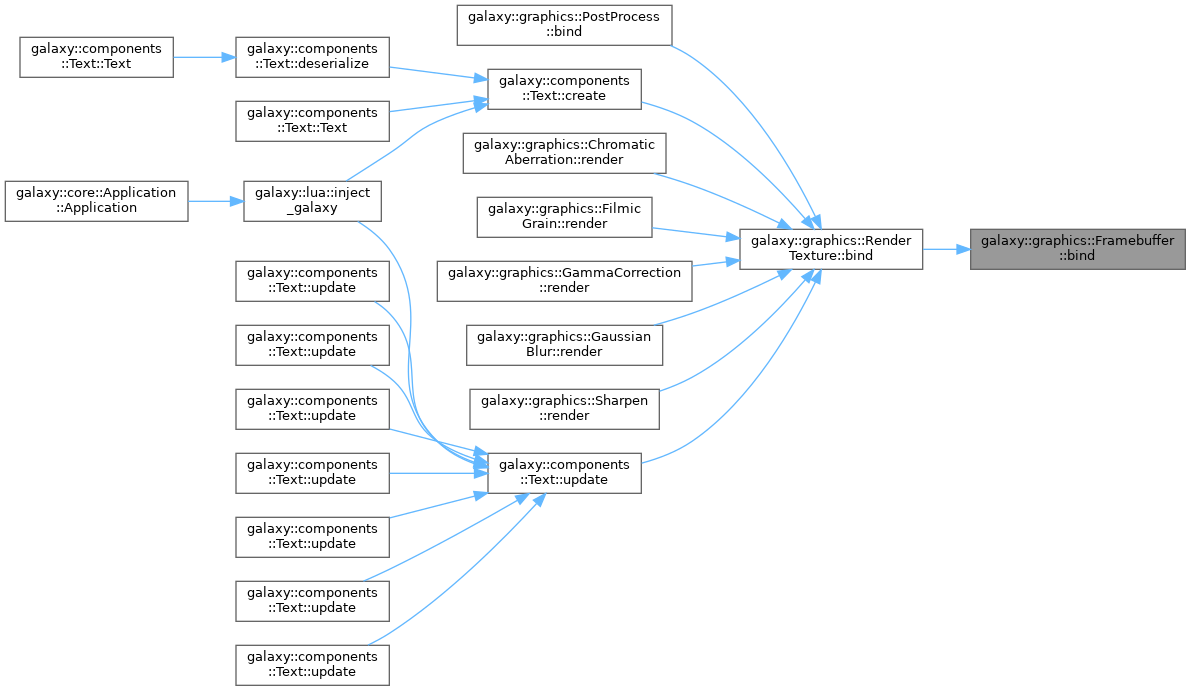 galaxy::graphics::PostProcess
::bind
galaxy::components
::Text::Text
galaxy::components
::Text::deserialize
galaxy::components
::Text::create
galaxy::components
::Text::Text
galaxy::graphics::Chromatic
Aberration::render
galaxy::core::Application
::Application
galaxy::lua::inject
_galaxy
galaxy::graphics::Filmic
Grain::render
galaxy::graphics::Render
Texture::bind
galaxy::graphics::Framebuffer
::bind
galaxy::components
::Text::update
galaxy::graphics::GammaCorrection
::render
galaxy::components
::Text::update
galaxy::graphics::Gaussian
Blur::render
galaxy::components
::Text::update
galaxy::graphics::Sharpen
::render
galaxy::components
::Text::update
galaxy::components
::Text::update
galaxy::components
::Text::update
galaxy::components
::Text::update
galaxy::components
::Text::update